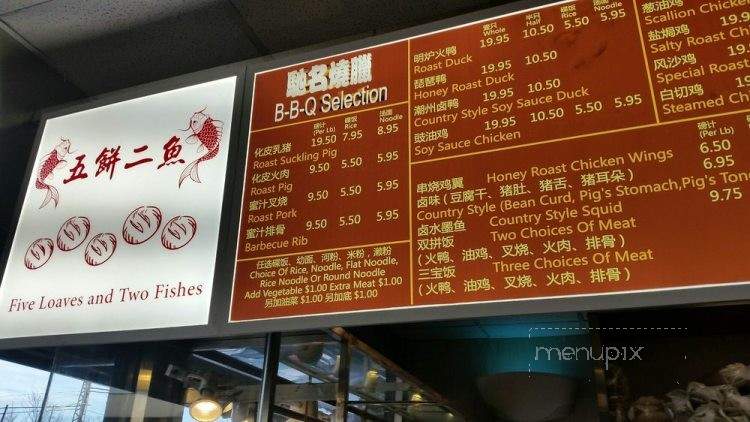 五餅二魚
Five Loaves and Two Fishes
馳名燒臘
B-B-Q Selection
磅计 碟饭 汤面
(Per Lb) Rice Noodle
化皮乳猪 19.50 7.95 8.95
Roast Suckling Pig
化皮火肉 9.50 5.50 5.95
Roast Pig
蜜汁叉烧 9.50 5.50 5.95
Roast Pork
蜜汁排骨 9.50 5.50 5.95
Barbecue Rib
任选碟饭、幼面、河粉、米粉、濑粉
Choice Of Rice, Noodle, Flat Noodle,
Rice Noodle Or Round Noodle
Add Vegetable $1.00 Extra Meat $1.00
另加油菜 $1.00 另加底 $1.00
壹只 半只 碟饭 汤面
Whole Half Rice Noodle
明炉火鸭 19.95 10.50 5.50 5.95
Roast Duck
琵琶鸭 19.95 10.50
Honey Roast Duck
潮州卤鸭 19.95 10.50
Country Style Soy Sauce Duck
豉油鸡 19.95 10.50 5.50 5.95
Soy Sauce Chicken
葱油鸡
Scallion Chicken
盐焗鸡 19.
Salty Roast Ch
风沙鸡 19
Special Roast
白切鸡
Steamed Ch
磅计
(Per Lb)
串烧鸡翼 Honey Roast Chicken Wings 6.50
卤味 (豆腐干、猪肚、猪舌、猪耳朵) 6.95
Country Style (Bean Curd, Pig's Stomach,Pig's Ton
卤水墨鱼 Country Style Squid 9.75
双拼饭 Two Choices Of Meat
(火鸭、油鸡、叉烧、火肉、排骨)
三宝饭 Three Choices Of Meat
(火鸭、油鸡、叉烧、火肉、排骨)
menupix